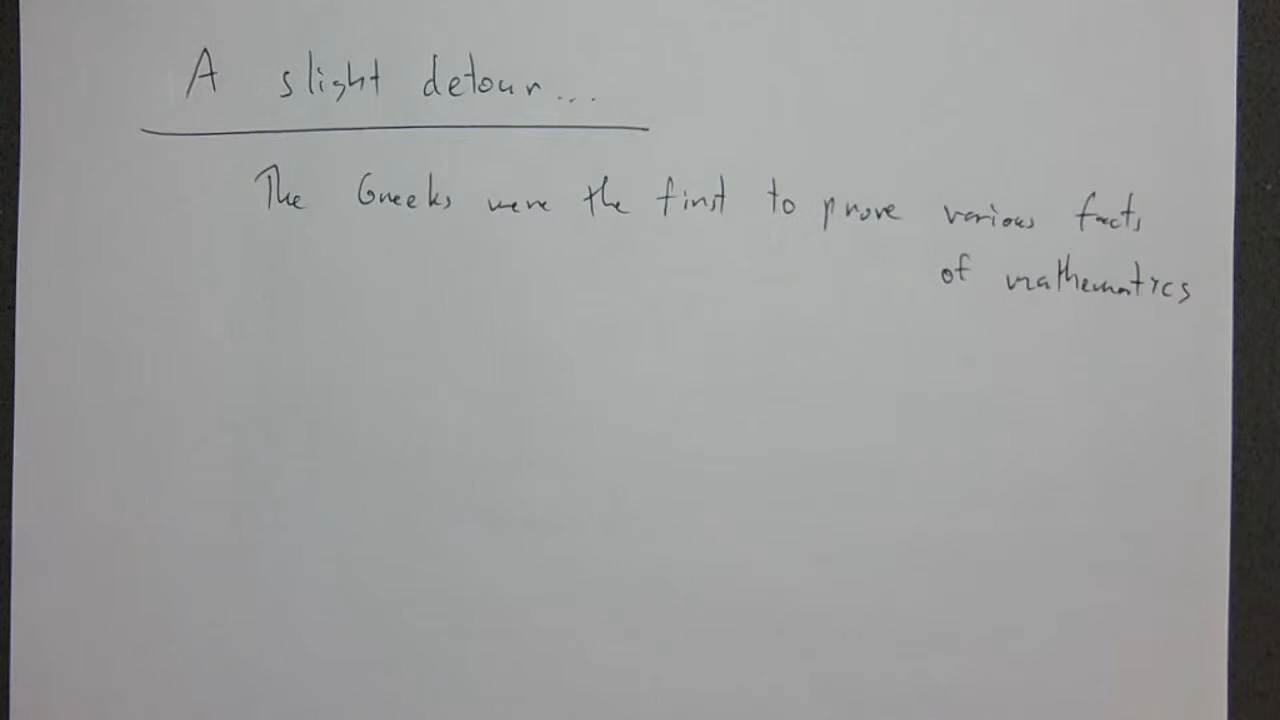 A slight detour...
The Greeks were the first to prove various facts
of mathematics